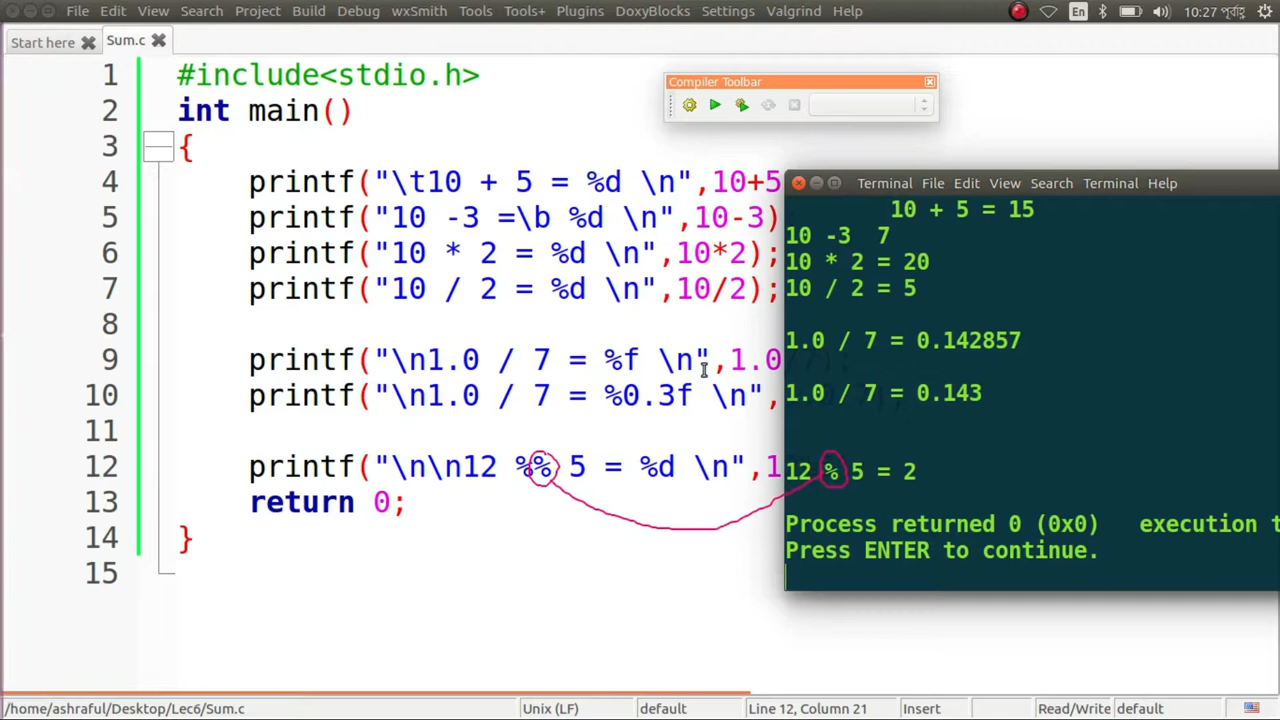 File Edit View Search Project Build Debug wxSmith Tools Tools+ Plugins DoxyBlocks Settings Valgrind Help En 10:27 পূর্বাহ্ণ
Start here Sum.c
Compiler Toolbar
1 #include<stdio.h>
2 int main()
3 {
4 printf("\t10 + 5 = %d \n",10+5
5 printf("10 -3 =\b %d \n",10-3)
6 printf("10 * 2 = %d \n",10*2);
7 printf("10 / 2 = %d \n",10/2);
8
9 printf("\n1.0 / 7 = %f \n",1.0/7);
10 printf("\n1.0 / 7 = %0.3f \n",
11
12 printf("\n\n12 %% 5 = %d \n",1
13 return 0;
14 }
15
Terminal File Edit View Search Terminal Help
10 + 5 = 15
10 -3 7
10 * 2 = 20
10 / 2 = 5
1.0 / 7 = 0.142857
1.0 / 7 = 0.143
12 % 5 = 2
Process returned 0 (0x0) execution t
Press ENTER to continue.
/home/ashraful/Desktop/Lec6/Sum.c Unix (LF) default Line 12, Column 21 Insert Read/Write default